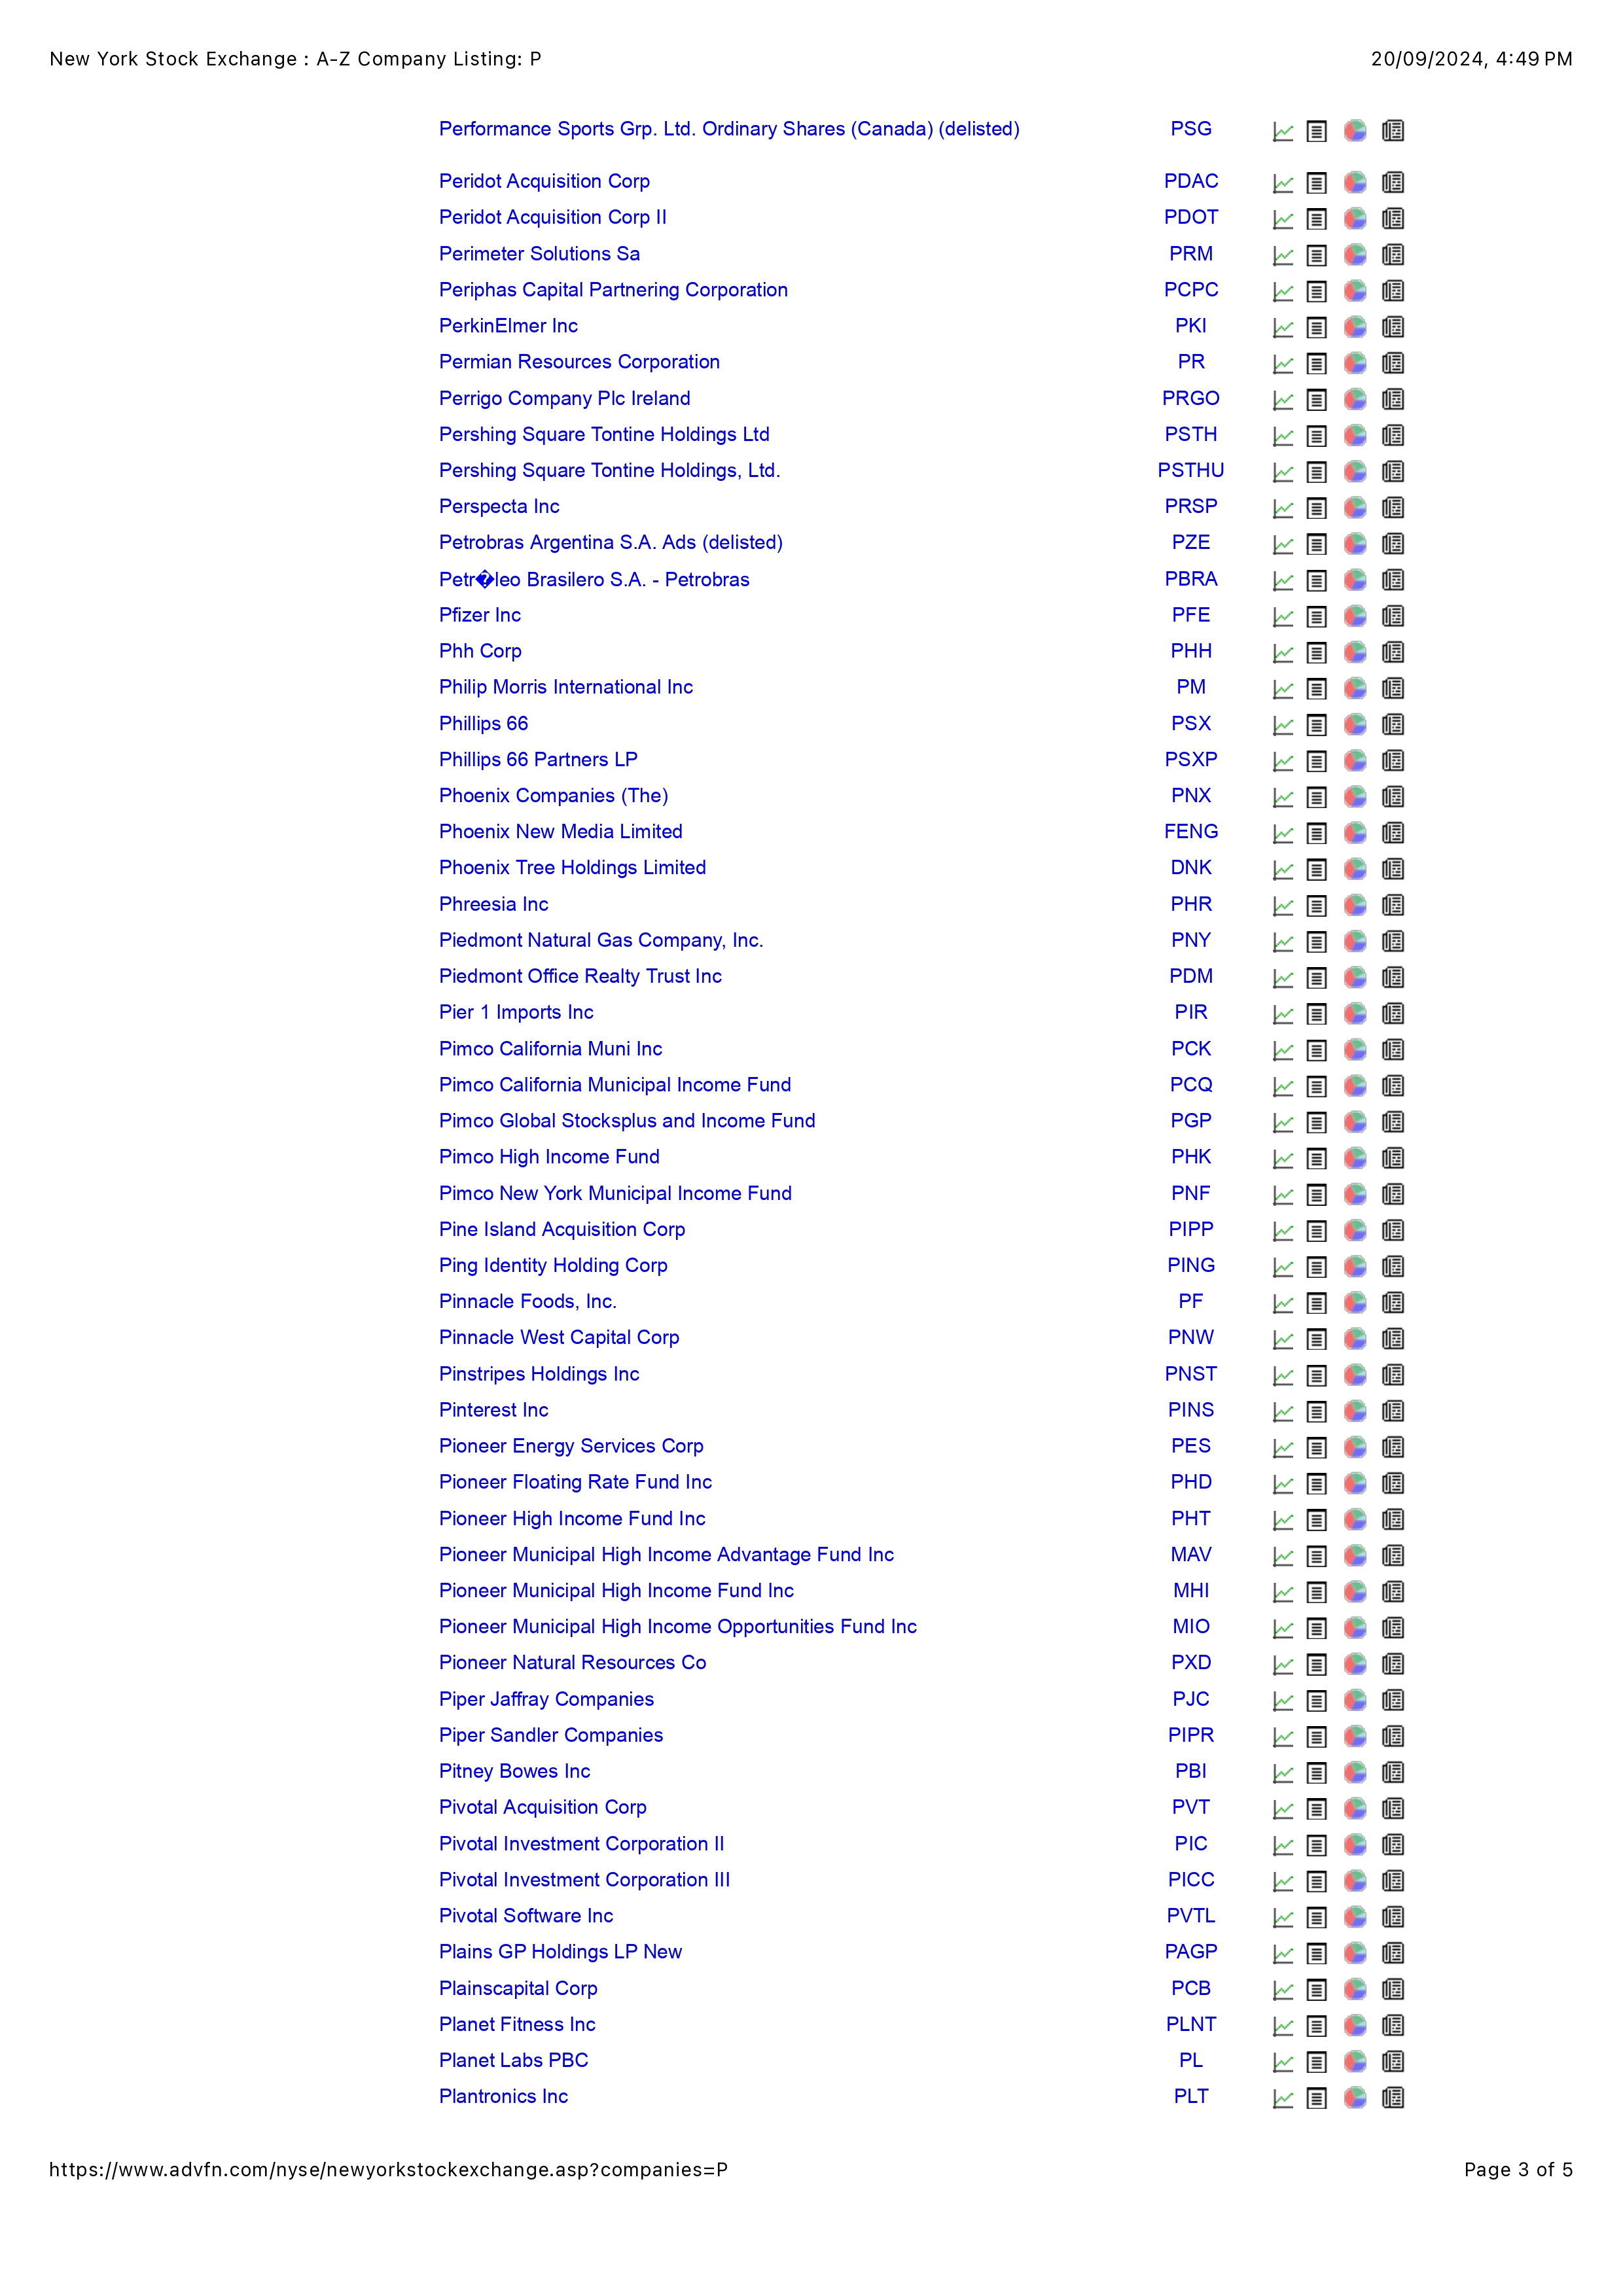 New York Stock Exchange : A-Z Company Listing: P 20/09/2024, 4:49 PM
Performance Sports Grp. Ltd. Ordinary Shares (Canada) (delisted) PSG
Peridot Acquisition Corp PDAC
Peridot Acquisition Corp II PDOT
Perimeter Solutions Sa PRM
Periphas Capital Partnering Corporation PCPC
PerkinElmer Inc PKI
Permian Resources Corporation PR
Perrigo Company Plc Ireland PRGO
Pershing Square Tontine Holdings Ltd PSTH
Pershing Square Tontine Holdings, Ltd. PSTHU
Perspecta Inc PRSP
Petrobras Argentina S.A. Ads (delisted) PZE
Petr�leo Brasilero S.A. - Petrobras PBRA
Pfizer Inc PFE
Phh Corp PHH
Philip Morris International Inc PM
Phillips 66 PSX
Phillips 66 Partners LP PSXP
Phoenix Companies (The) PNX
Phoenix New Media Limited FENG
Phoenix Tree Holdings Limited DNK
Phreesia Inc PHR
Piedmont Natural Gas Company, Inc. PNY
Piedmont Office Realty Trust Inc PDM
Pier 1 Imports Inc PIR
Pimco California Muni Inc PCK
Pimco California Municipal Income Fund PCQ
Pimco Global Stocksplus and Income Fund PGP
Pimco High Income Fund PHK
Pimco New York Municipal Income Fund PNF
Pine Island Acquisition Corp PIPP
Ping Identity Holding Corp PING
Pinnacle Foods, Inc. PF
Pinnacle West Capital Corp PNW
Pinstripes Holdings Inc PNST
Pinterest Inc PINS
Pioneer Energy Services Corp PES
Pioneer Floating Rate Fund Inc PHD
Pioneer High Income Fund Inc PHT
Pioneer Municipal High Income Advantage Fund Inc MAV
Pioneer Municipal High Income Fund Inc MHI
Pioneer Municipal High Income Opportunities Fund Inc MIO
Pioneer Natural Resources Co PXD
Piper Jaffray Companies PJC
Piper Sandler Companies PIPR
Pitney Bowes Inc PBI
Pivotal Acquisition Corp PVT
Pivotal Investment Corporation II PIC
Pivotal Investment Corporation III PICC
Pivotal Software Inc PVTL
Plains GP Holdings LP New PAGP
Plainscapital Corp PCB
Planet Fitness Inc PLNT
Planet Labs PBC PL
Plantronics Inc PLT
https://www.advfn.com/nyse/newyorkstockexchange.asp?companies=P Page 3 of 5